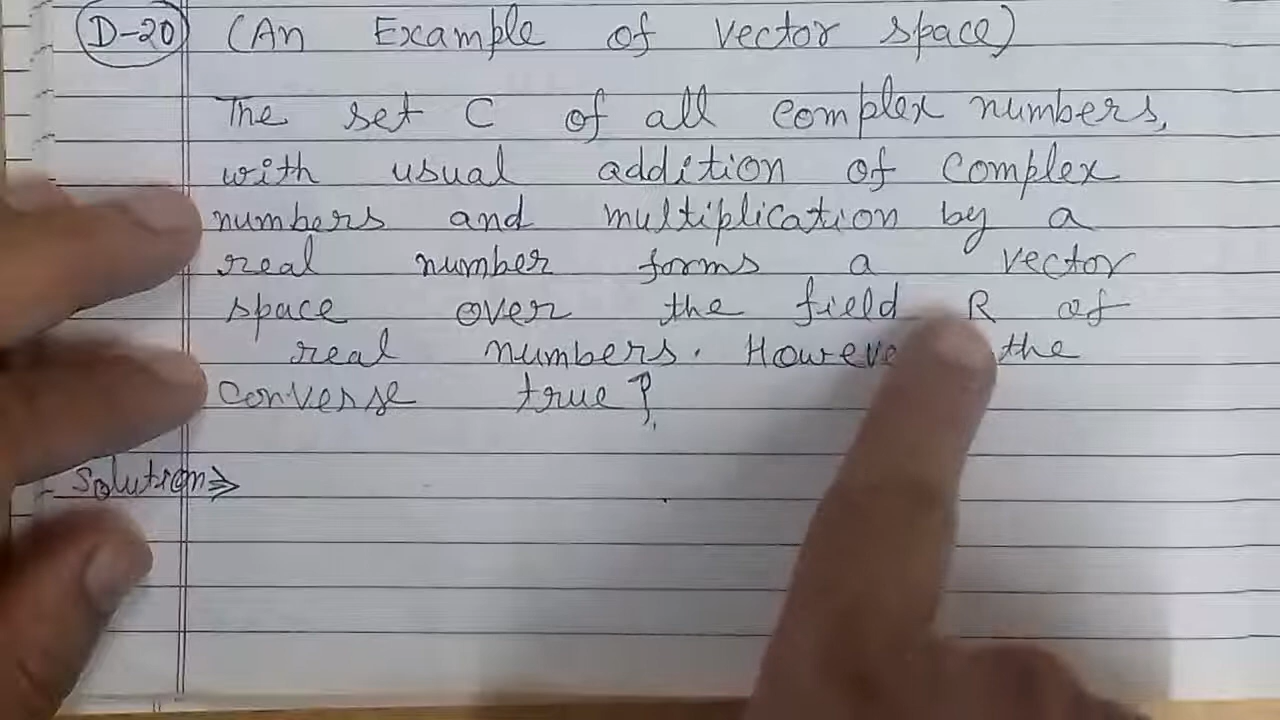 D-20 (An Example of vector space)
The set C of all complex numbers,
with usual addition of complex
numbers and multiplication by a
real number forms a vector
space over the field R of
real numbers. the
converse true?
Solution⇒